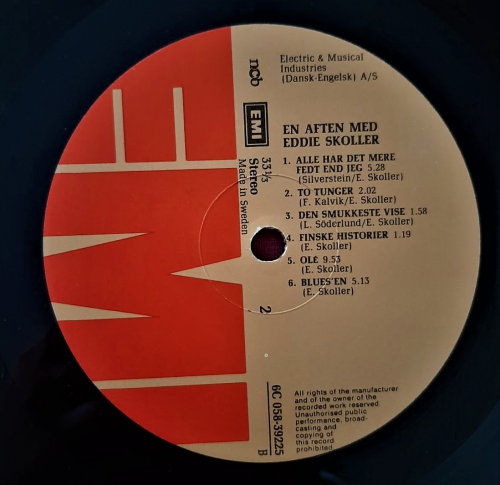 Electric & Musical
Industries
(Dansk-Engelsk) A/S
ncb
EMI
33 1/3
Stereo
Made in Sweden
EN AFTEN MED
EDDIE SKOLLER
1. ALLE HAR DET MERE
FEDT END JEG 5.28
(Silverstein/E. Skoller)
2. TO TUNGER 2.02
(F. Kalvik/E. Skoller)
3. DEN SMUKKESTE VISE 1.58
(L. Söderlund/E. Skoller)
4. FINSKE HISTORIER 1.19
(E. Skoller)
5. OLÉ 9.53
(E. Skoller)
6. BLUES'EN 5.13
(E. Skoller)
2
6C 058-39225
B
All rights of the manufacturer
and of the owner of the
recorded work reserved
Unauthorised public
performance, broad-
casting and
copying of
this record
prohibited
EMI